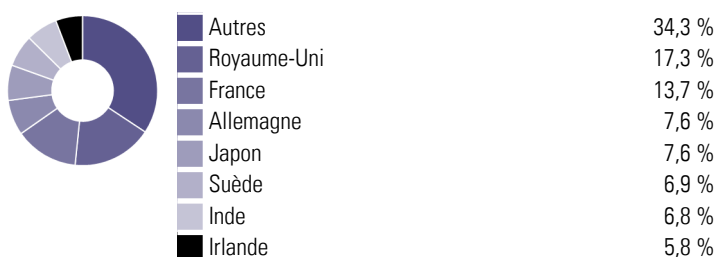 Autres 34,3 %
Royaume-Uni 17,3 %
France 13,7 %
Allemagne 7,6 %
Japon 7,6 %
Suède 6,9 %
Inde 6,8 %
Irlande 5,8 %